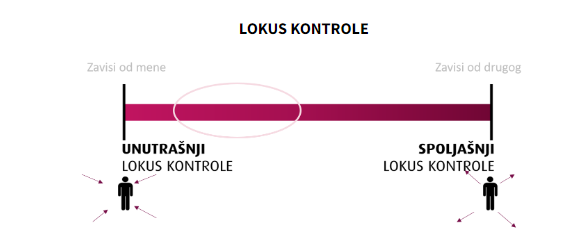 LOKUS KONTROLE
Zavisi od mene
Zavisi od drugog
UNUTRAŠNJI
LOKUS KONTROLE
SPOLJAŠNJI
LOKUS KONTROLE